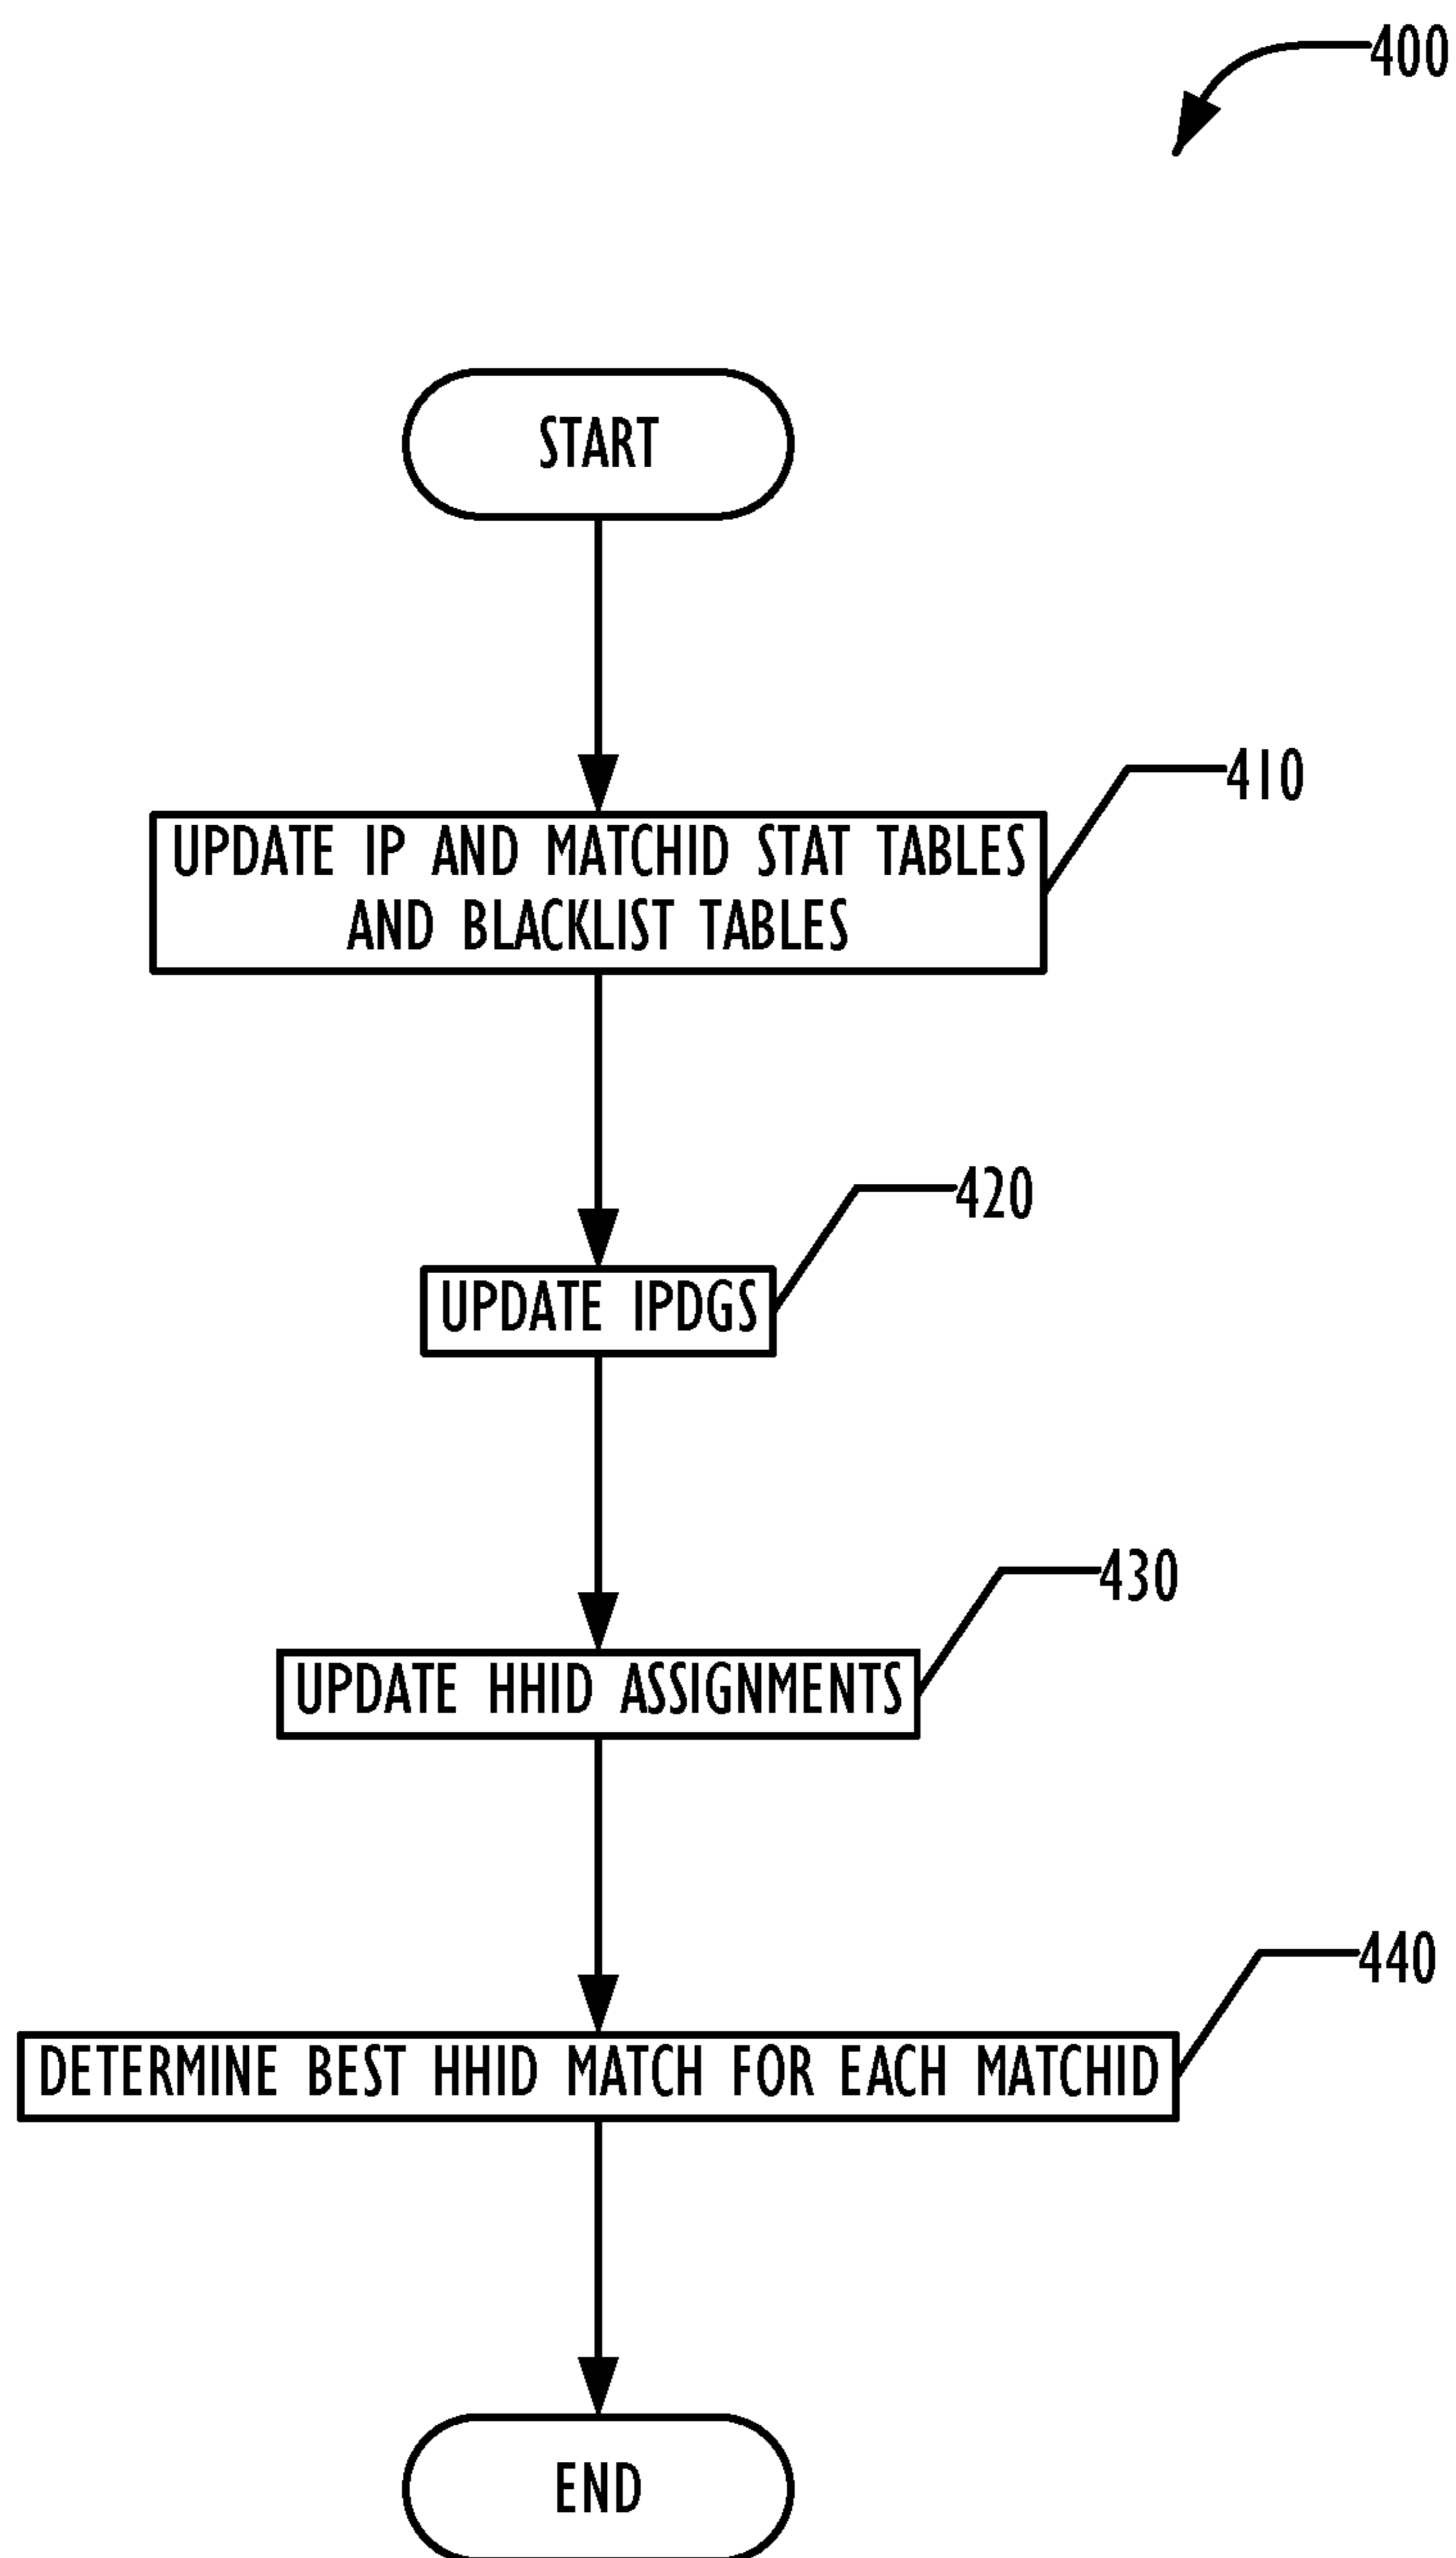 400
START
410
UPDATE IP AND MATCHID STAT TABLES
AND BLACKLIST TABLES
420
UPDATE IPDGS
430
UPDATE HHID ASSIGNMENTS
440
DETERMINE BEST HHID MATCH FOR EACH MATCHID
END